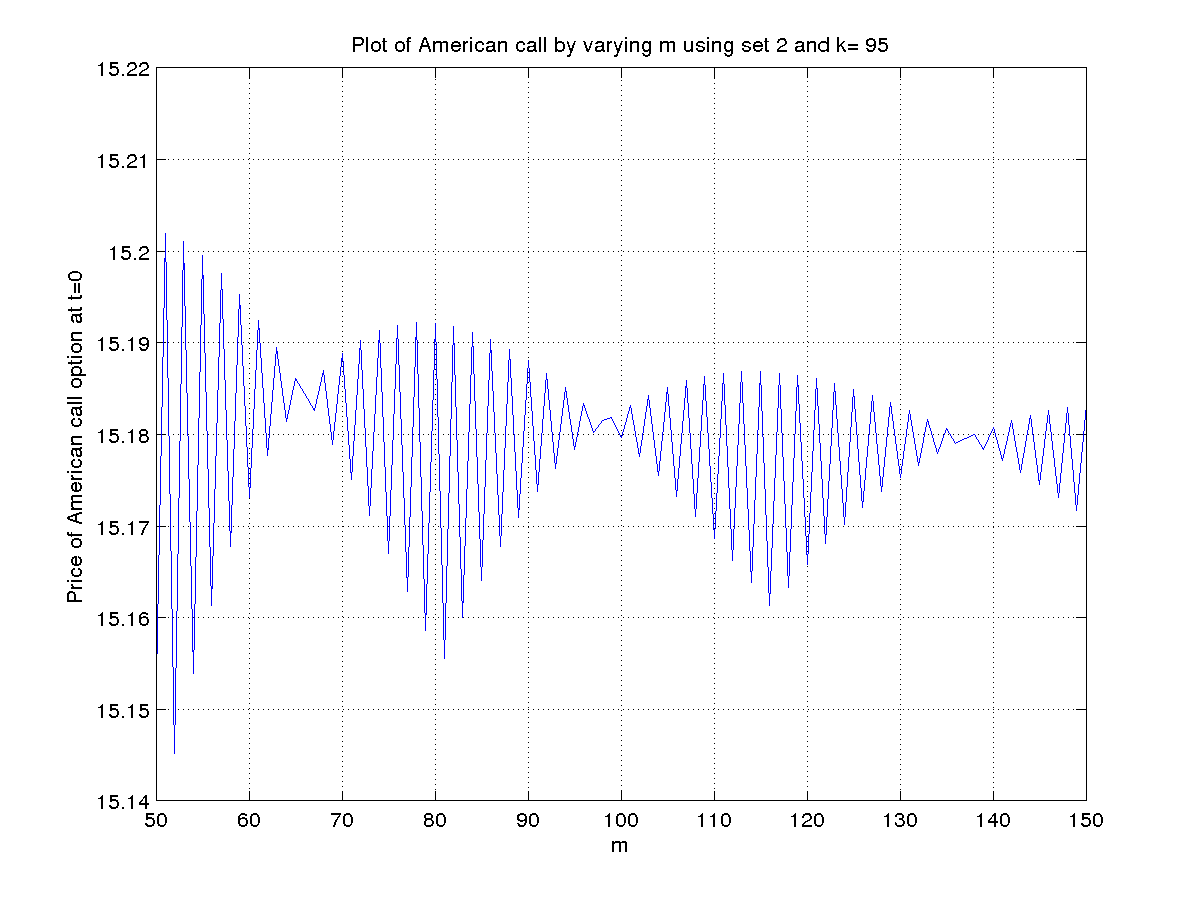 Plot of American call by varying m using set 2 and k= 95
15.22
15.21
15.2
15.19
15.18
15.17
15.16
15.15
15.14
Price of American call option at t=0
50 60 70 80 90 100 110 120 130 140 150
m